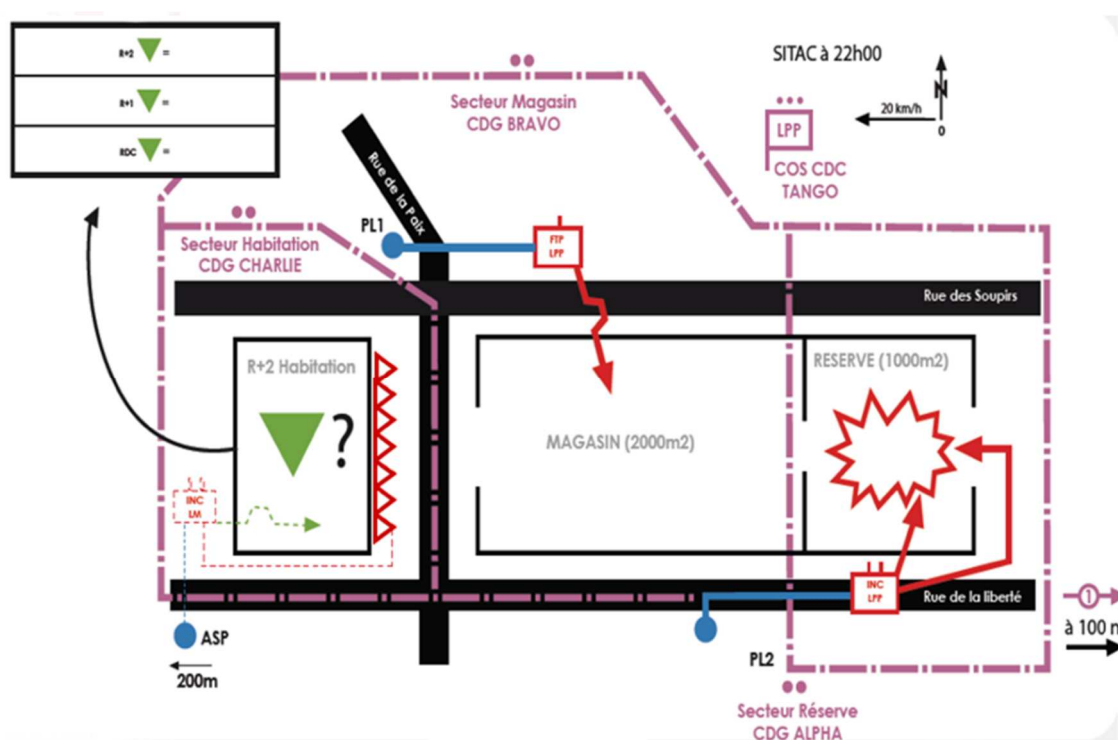 R+2 =
R+1 =
RDC =
Secteur Magasin
CDG BRAVO
SITAC à 22h00
20 km/h
N
0
LPP
COS CDC
TANGO
Rue de la Paix
PL1
FTP
LPP
Secteur Habitation
CDG CHARLIE
Rue des Soupirs
R+2 Habitation
?
RESERVE (1000m2)
MAGASIN (2000m2)
INC
LM
INC
LPP
Rue de la liberté
1
à 100 m
ASP
200m
PL2
Secteur Réserve
CDG ALPHA